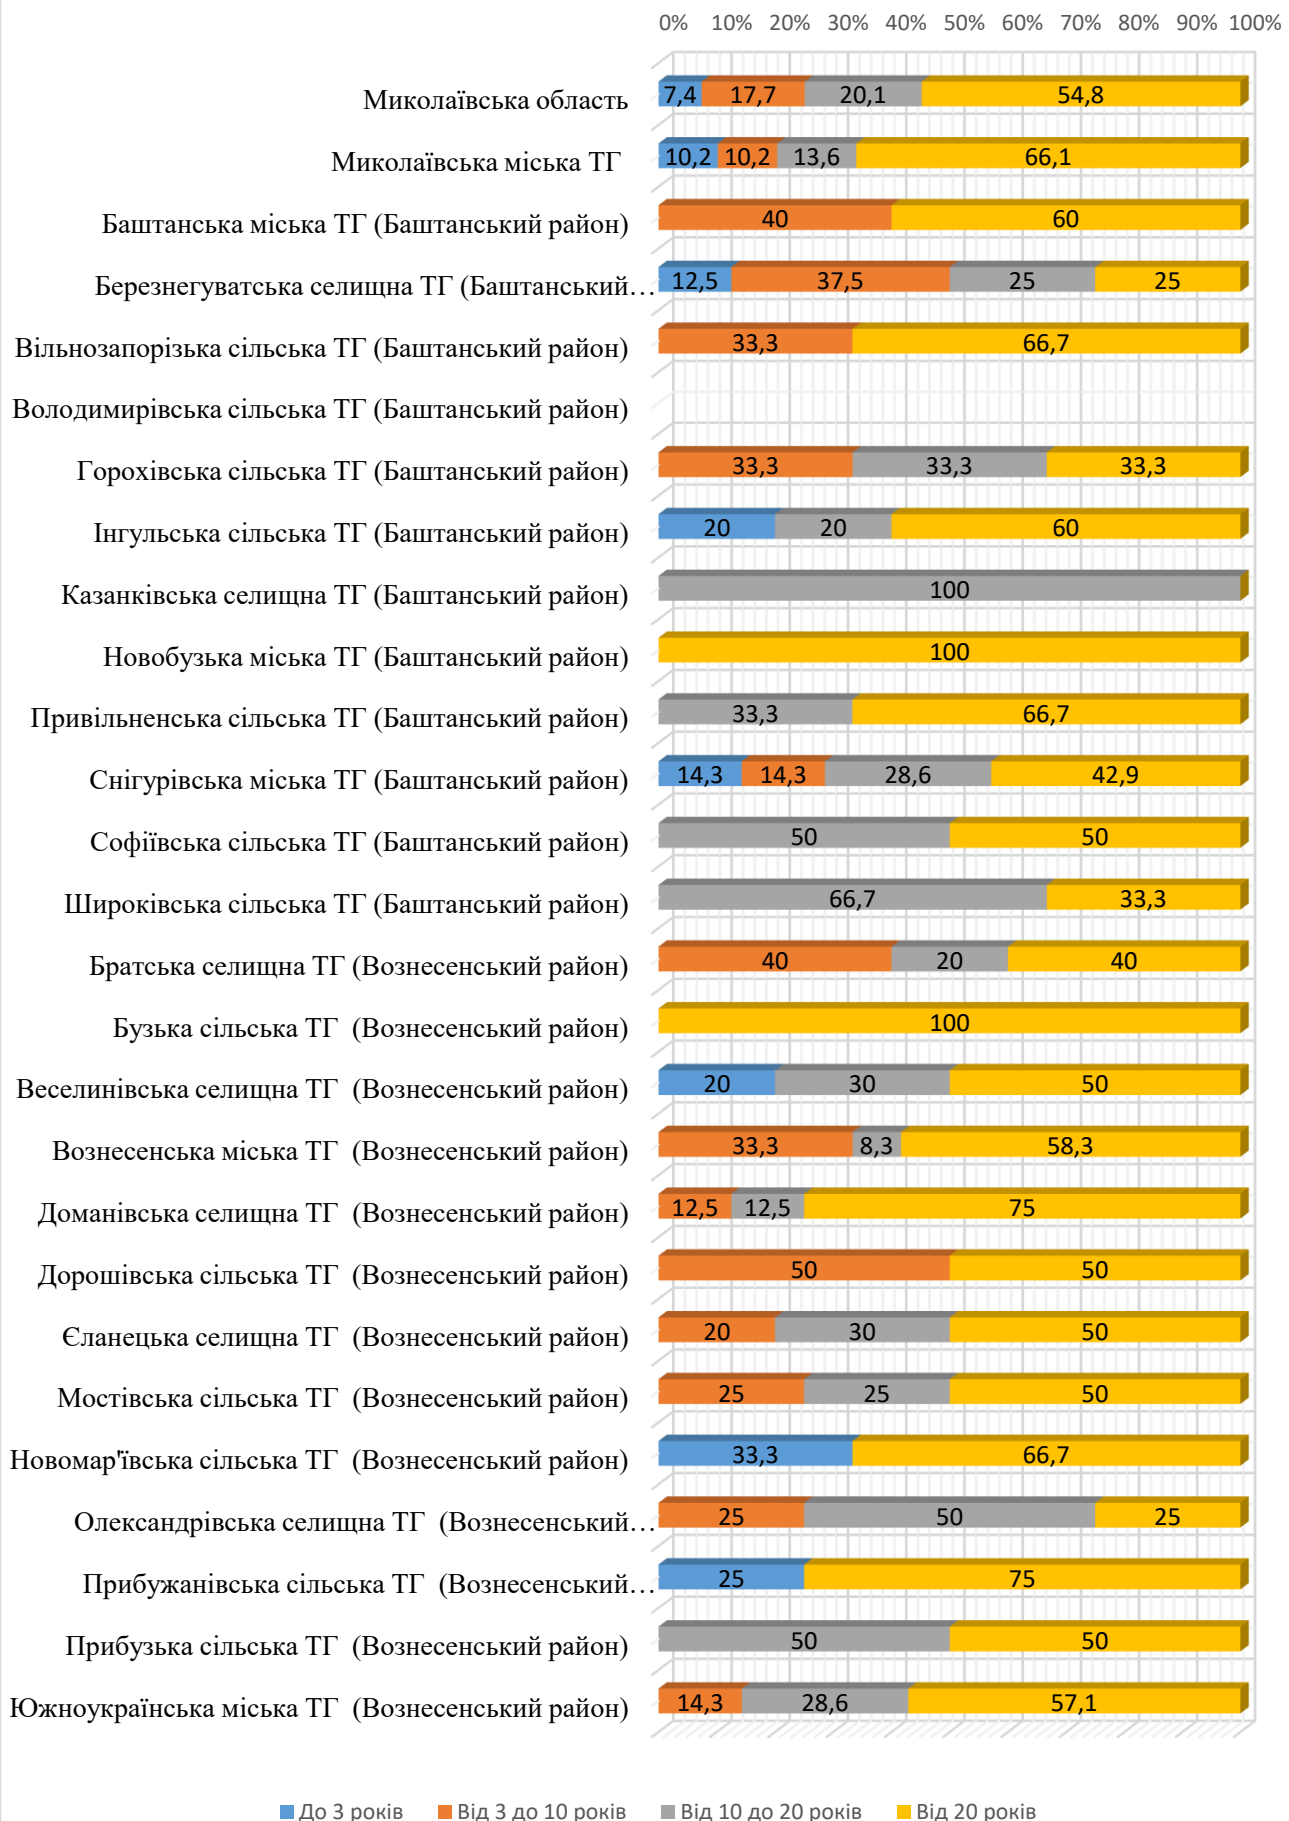 0% 10% 20% 30% 40% 50% 60% 70% 80% 90% 100%
Миколаївська область 7,4 17,7 20,1 54,8
Миколаївська міська ТГ 10,2 10,2 13,6 66,1
Баштанська міська ТГ (Баштанський район) 40 60
Березнегуватська селищна ТГ (Баштанський… 12,5 37,5 25 25
Вільнозапорізька сільська ТГ (Баштанський район) 33,3 66,7
Володимирівська сільська ТГ (Баштанський район)
Горохівська сільська ТГ (Баштанський район) 33,3 33,3 33,3
Інгульська сільська ТГ (Баштанський район) 20 20 60
Казанківська селищна ТГ (Баштанський район) 100
Новобузька міська ТГ (Баштанський район) 100
Привільненська сільська ТГ (Баштанський район) 33,3 66,7
Снігурівська міська ТГ (Баштанський район) 14,3 14,3 28,6 42,9
Софіївська сільська ТГ (Баштанський район) 50 50
Широківська сільська ТГ (Баштанський район) 66,7 33,3
Братська селищна ТГ (Вознесенський район) 40 20 40
Бузька сільська ТГ (Вознесенський район) 100
Веселинівська селищна ТГ (Вознесенський район) 20 30 50
Вознесенська міська ТГ (Вознесенський район) 33,3 8,3 58,3
Доманівська селищна ТГ (Вознесенський район) 12,5 12,5 75
Дорошівська сільська ТГ (Вознесенський район) 50 50
Єланецька селищна ТГ (Вознесенський район) 20 30 50
Мостівська сільська ТГ (Вознесенський район) 25 25 50
Новомар'ївська сільська ТГ (Вознесенський район) 33,3 66,7
Олександрівська селищна ТГ (Вознесенський… 25 50 25
Прибужанівська сільська ТГ (Вознесенський… 25 75
Прибузька сільська ТГ (Вознесенський район) 50 50
Южноукраїнська міська ТГ (Вознесенський район) 14,3 28,6 57,1
До 3 років Від 3 до 10 років Від 10 до 20 років Від 20 років